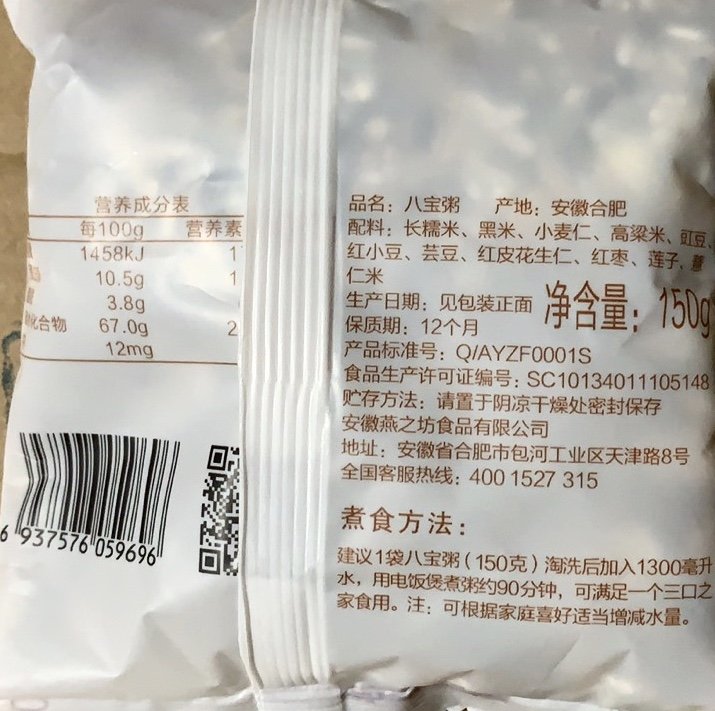 营养成分表
每100g 营养素
1458kJ 1
10.5g 1
3.8g
化合物 67.0g 2
12mg
6 937576 059696
品名：八宝粥 产地：安徽合肥
配料：长糯米、黑米、小麦仁、高粱米、豇豆、
红小豆、芸豆、红皮花生仁、红枣、莲子、薏
仁米
生产日期：见包装正面 净含量：150g
保质期：12个月
产品标准号：Q/AYZF0001S
食品生产许可证编号：SC10134011105148
贮存方法：请置于阴凉干燥处密封保存
安徽燕之坊食品有限公司
地址：安徽省合肥市包河工业区天津路8号
全国客服热线：400 1527 315
煮食方法：
建议1袋八宝粥（150克）淘洗后加入1300毫升
水，用电饭煲煮粥约90分钟，可满足一个三口之
家食用。注：可根据家庭喜好适当增减水量。